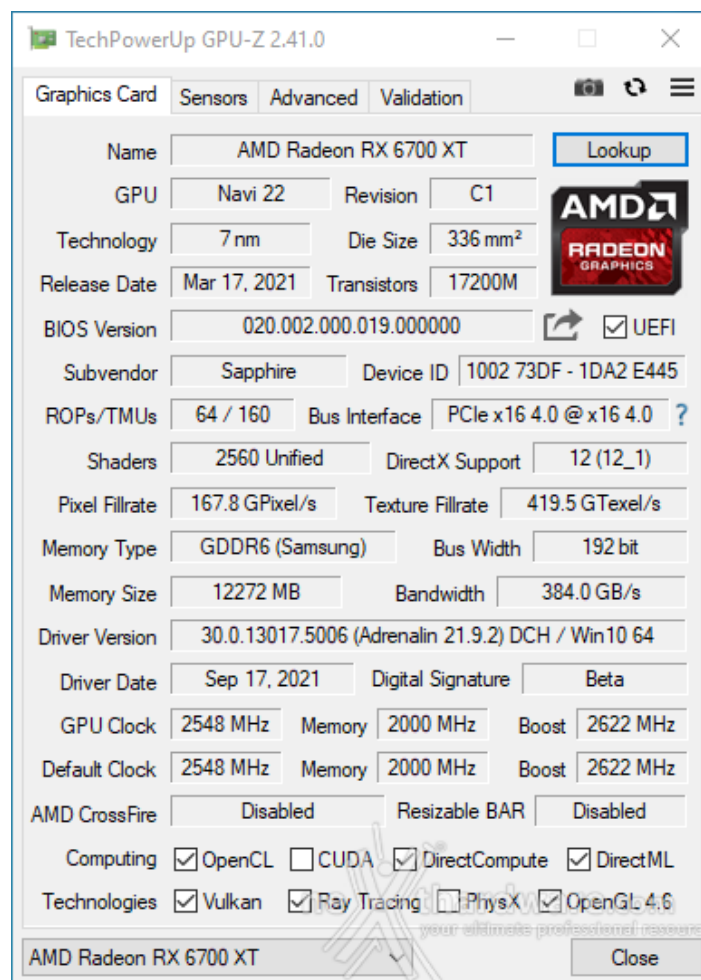 TechPowerUp GPU-Z 2.41.0
Graphics Card Sensors Advanced Validation
Name AMD Radeon RX 6700 XT Lookup
GPU Navi 22 Revision C1
AMD
RADEON
GRAPHICS
Technology 7 nm Die Size 336 mm²
Release Date Mar 17, 2021 Transistors 17200M
BIOS Version 020.002.000.019.000000 UEFI
Subvendor Sapphire Device ID 1002 73DF - 1DA2 E445
ROPs/TMUs 64 / 160 Bus Interface PCIe x16 4.0 @ x16 4.0 ?
Shaders 2560 Unified DirectX Support 12 (12_1)
Pixel Fillrate 167.8 GPixel/s Texture Fillrate 419.5 GTexel/s
Memory Type GDDR6 (Samsung) Bus Width 192 bit
Memory Size 12272 MB Bandwidth 384.0 GB/s
Driver Version 30.0.13017.5006 (Adrenalin 21.9.2) DCH / Win10 64
Driver Date Sep 17, 2021 Digital Signature Beta
GPU Clock 2548 MHz Memory 2000 MHz Boost 2622 MHz
Default Clock 2548 MHz Memory 2000 MHz Boost 2622 MHz
AMD CrossFire Disabled Resizable BAR Disabled
Computing OpenCL CUDA DirectCompute DirectML
Technologies Vulkan Ray Tracing PhysX OpenGL 4.6
your ultimate professional
AMD Radeon RX 6700 XT Close